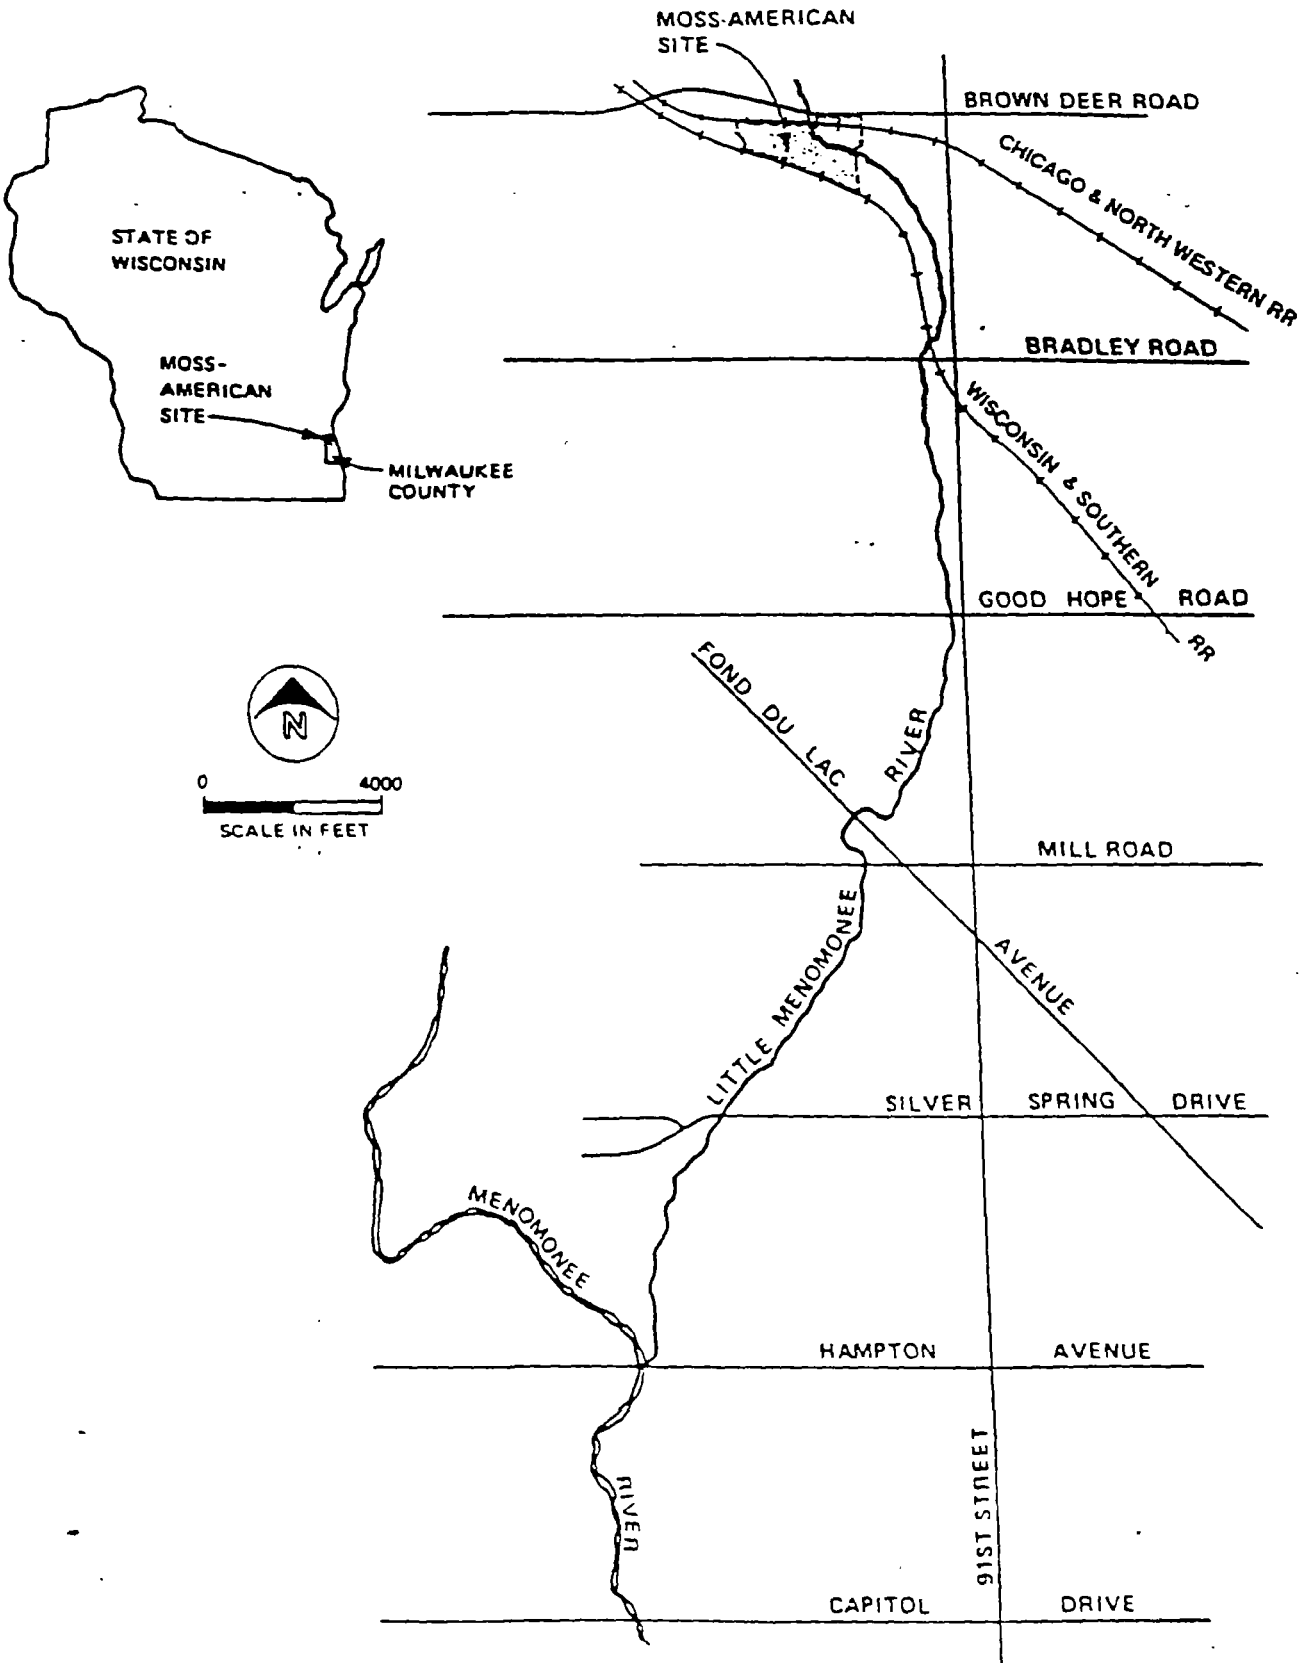 MOSS-AMERICAN
SITE
BROWN DEER ROAD
CHICAGO & NORTH WESTERN RR
STATE OF
WISCONSIN
BRADLEY ROAD
MOSS-
AMERICAN
SITE
WISCONSIN & SOUTHERN RR
MILWAUKEE
COUNTY
GOOD HOPE ROAD
FOND DU LAC AVENUE
N
0 4000
SCALE IN FEET
LITTLE MENOMONEE RIVER
MILL ROAD
SILVER SPRING DRIVE
MENOMONEE RIVER
HAMPTON AVENUE
91ST STREET
CAPITOL DRIVE